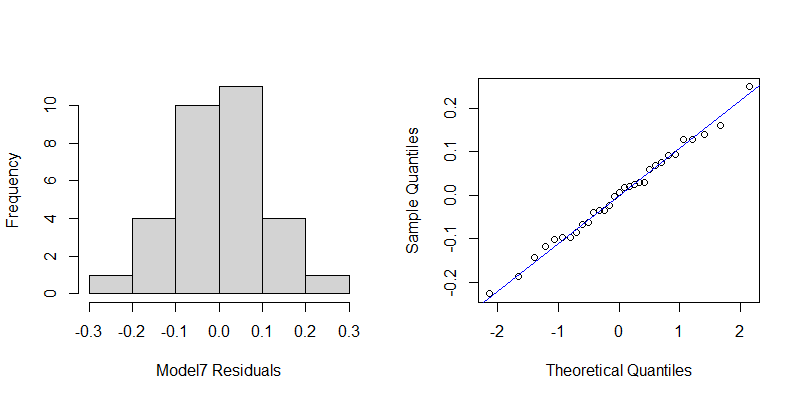 Frequency
0 2 4 6 8 10
-0.3 -0.2 -0.1 0.0 0.1 0.2 0.3
Model7 Residuals
Sample Quantiles
-0.2 -0.1 0.0 0.1 0.2
-2 -1 0 1 2
Theoretical Quantiles